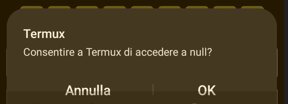 Termux
Consentire a Termux di accedere a null?
Annulla
OK